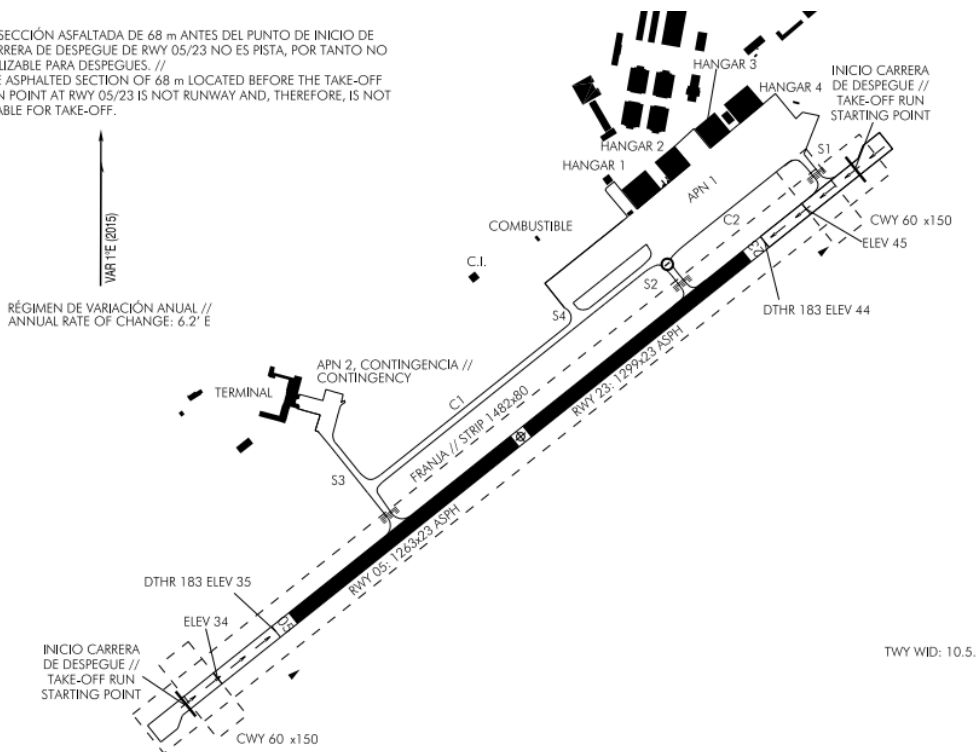 SECCIÓN ASFALTADA DE 68 m ANTES DEL PUNTO DE INICIO DE
RRERA DE DESPEGUE DE RWY 05/23 NO ES PISTA, POR TANTO NO
LIZABLE PARA DESPEGUES. //
E ASPHALTED SECTION OF 68 m LOCATED BEFORE THE TAKE-OFF
N POINT AT RWY 05/23 IS NOT RUNWAY AND, THEREFORE, IS NOT
ABLE FOR TAKE-OFF.
VAR 1°E (2015)
RÉGIMEN DE VARIACIÓN ANUAL //
ANNUAL RATE OF CHANGE: 6.2' E
HANGAR 3
HANGAR 4
INICIO CARRERA
DE DESPEGUE //
TAKE-OFF RUN
STARTING POINT
HANGAR 2
HANGAR 1
S1
APN 1
C2
CWY 60 x150
COMBUSTIBLE
ELEV 45
C.I.
23
S2
DTHR 183 ELEV 44
S4
APN 2, CONTINGENCIA //
CONTINGENCY
TERMINAL
C1
RWY 23: 1299x23 ASPH
FRANJA // STRIP 1482x80
S3
RWY 05: 1263x23 ASPH
DTHR 183 ELEV 35
05
ELEV 34
INICIO CARRERA
DE DESPEGUE //
TAKE-OFF RUN
STARTING POINT
CWY 60 x150
TWY WID: 10.5.